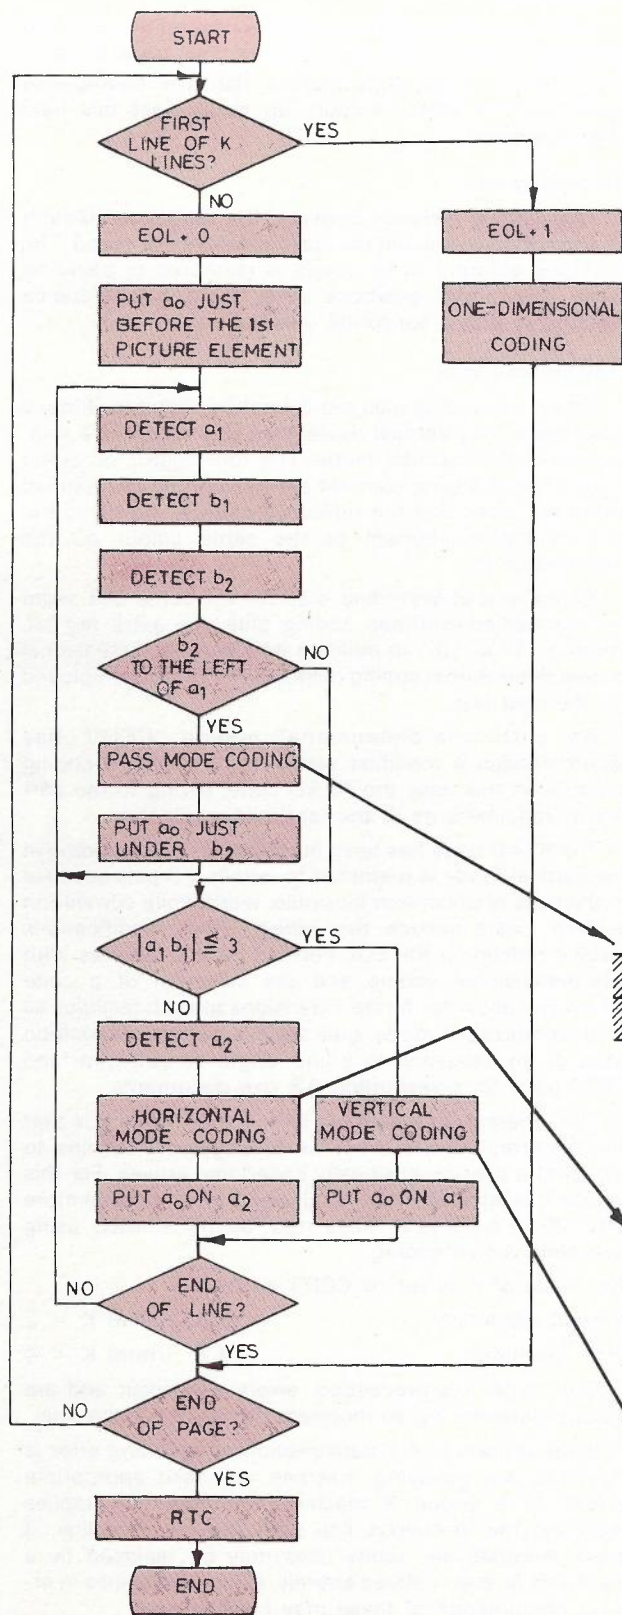 START
FIRST
LINE OF K
LINES?
YES
NO
EOL+ 0
EOL+ 1
PUT a₀ JUST
BEFORE THE 1st
PICTURE ELEMENT
ONE-DIMENSIONAL
CODING
DETECT a₁
DETECT b₁
DETECT b₂
b₂
TO THE LEFT
OF a₁
NO
YES
PASS MODE CODING
PUT a₀ JUST
UNDER b₂
|a₁ b₁| ≦ 3
YES
NO
DETECT a₂
HORIZONTAL
MODE CODING
VERTICAL
MODE CODING
PUT a₀ ON a₂
PUT a₀ ON a₁
NO
END
OF LINE?
YES
NO
END
OF PAGE?
YES
RTC
END